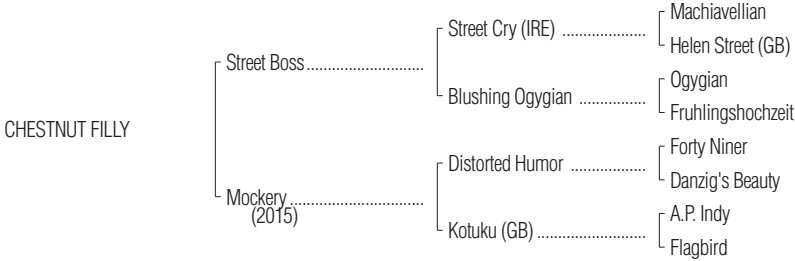 Machiavellian
Street Cry (IRE) ....................
Helen Street (GB)
Street Boss............................
Ogygian
Blushing Ogygian ................
Fruhlingshochzeit
CHESTNUT FILLY
Forty Niner
Distorted Humor ..................
Danzig's Beauty
Mockery................................
(2015)
A.P. Indy
Kotuku (GB)..........................
Flagbird